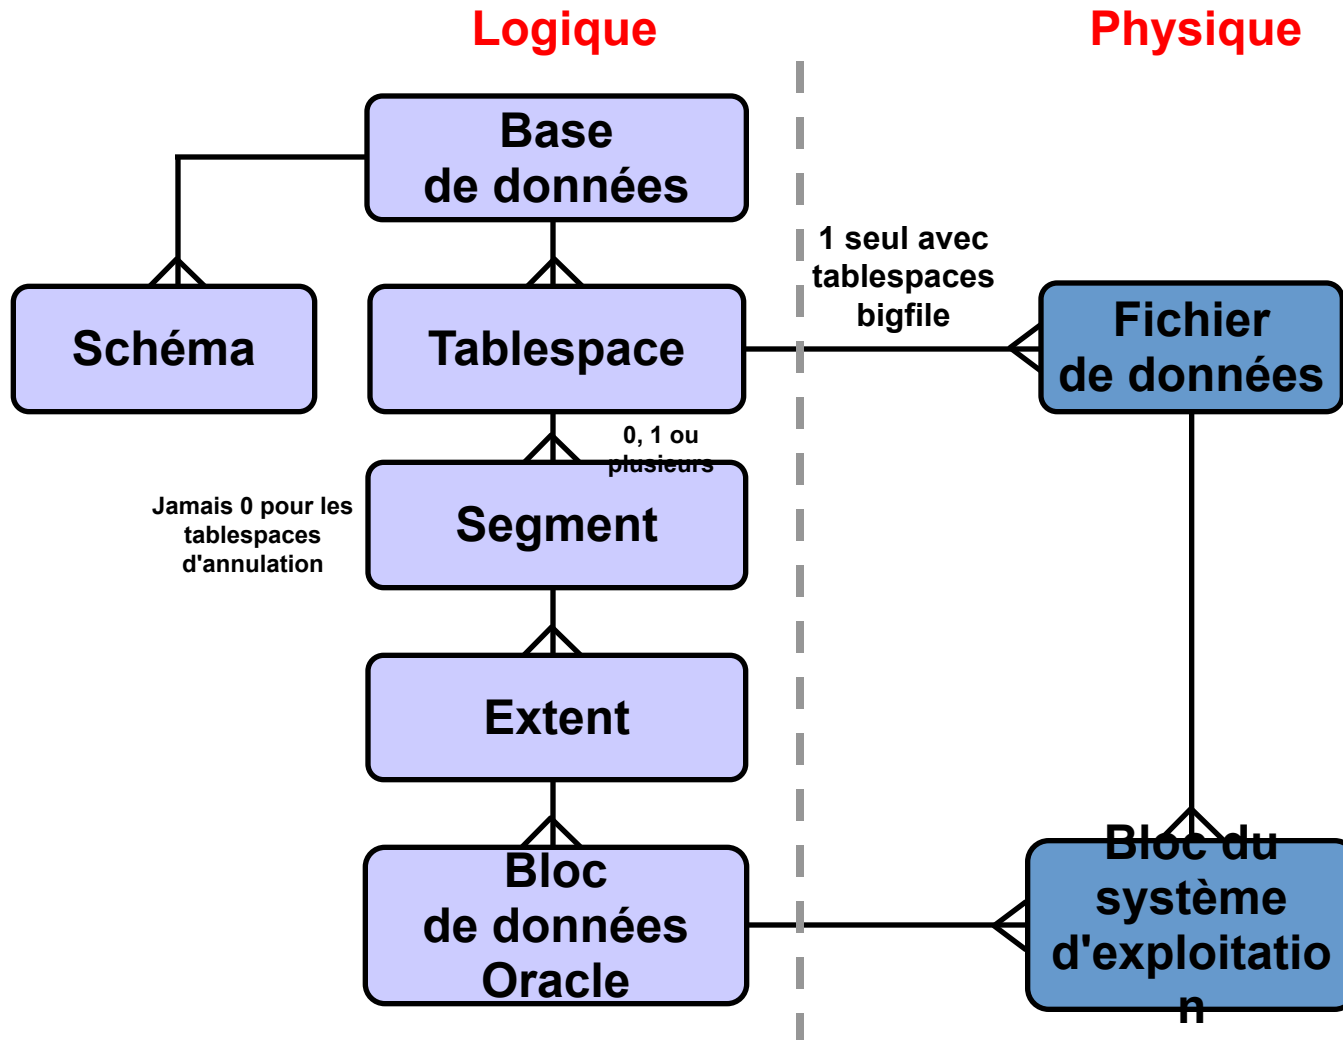 Logique
Physique
Base
de données
1 seul avec
tablespaces
bigfile
Schéma
Tablespace
Fichier
de données
0, 1 ou
plusieurs
Jamais 0 pour les
tablespaces
d'annulation
Segment
Extent
Bloc
de données
Oracle
Bloc du
système
d'exploitatio
n